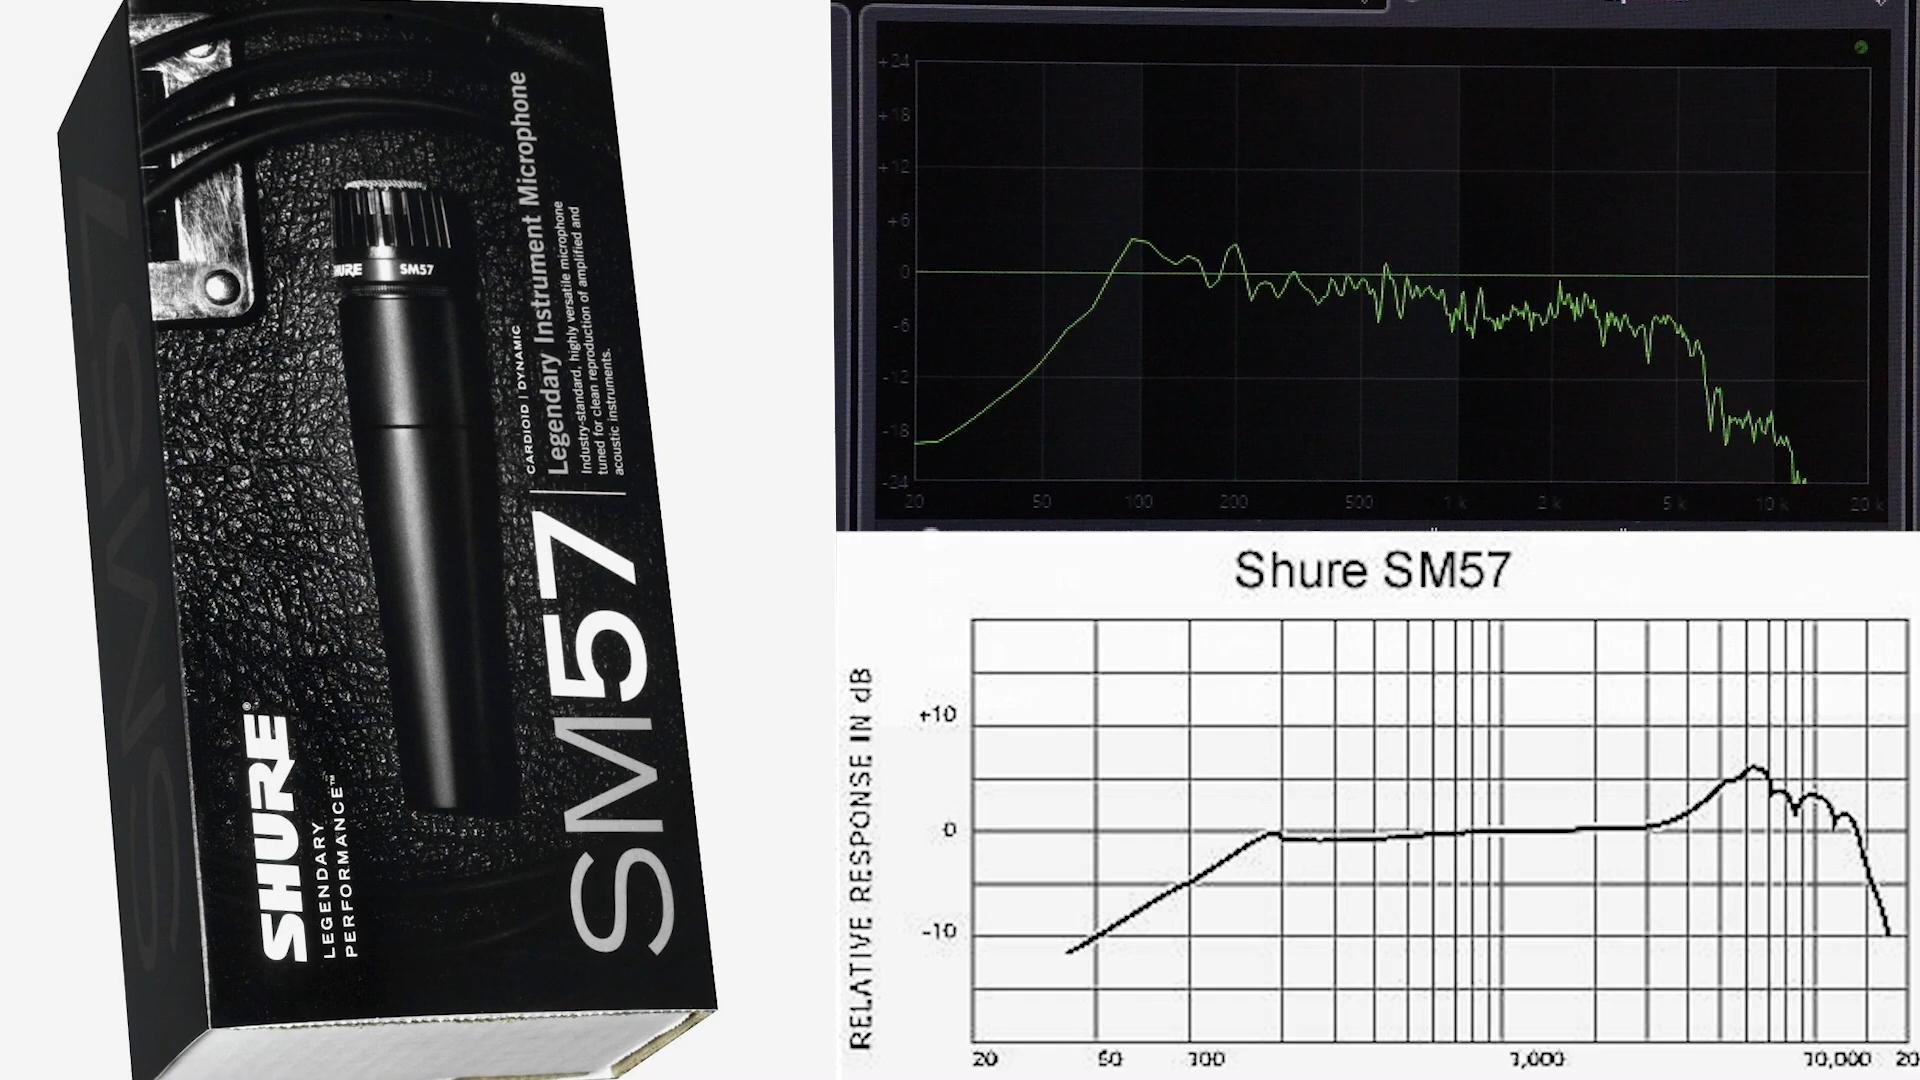 CARDIOID | DYNAMIC
Legendary Instrument Microphone
Industry-standard, highly versatile microphone
tuned for clean reproduction of amplified and
acoustic instruments.
SM57
SHURE®
LEGENDARY
PERFORMANCE™
SM57
SM57
+24
+18
+12
+6
0
-6
-12
-18
-24
20 50 100 200 500 1 k 2 k 5 k 10 k 20 k
Shure SM57
RELATIVE RESPONSE IN dB
+10
0
-10
20 50 100 1,000 10,000